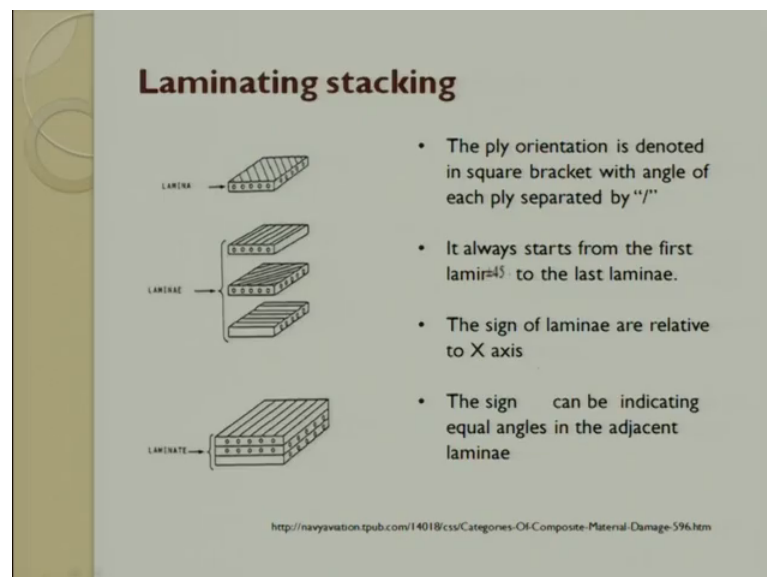 Laminating stacking
LAMINA
LAMINAE
LAMINATE
• The ply orientation is denoted
in square bracket with angle of
each ply separated by "/"
• It always starts from the first
lamin±45 to the last laminae.
• The sign of laminae are relative
to X axis
• The sign can be indicating
equal angles in the adjacent
laminae
http://navyaviation.tpub.com/14018/css/Categories-Of-Composite-Material-Damage-596.htm